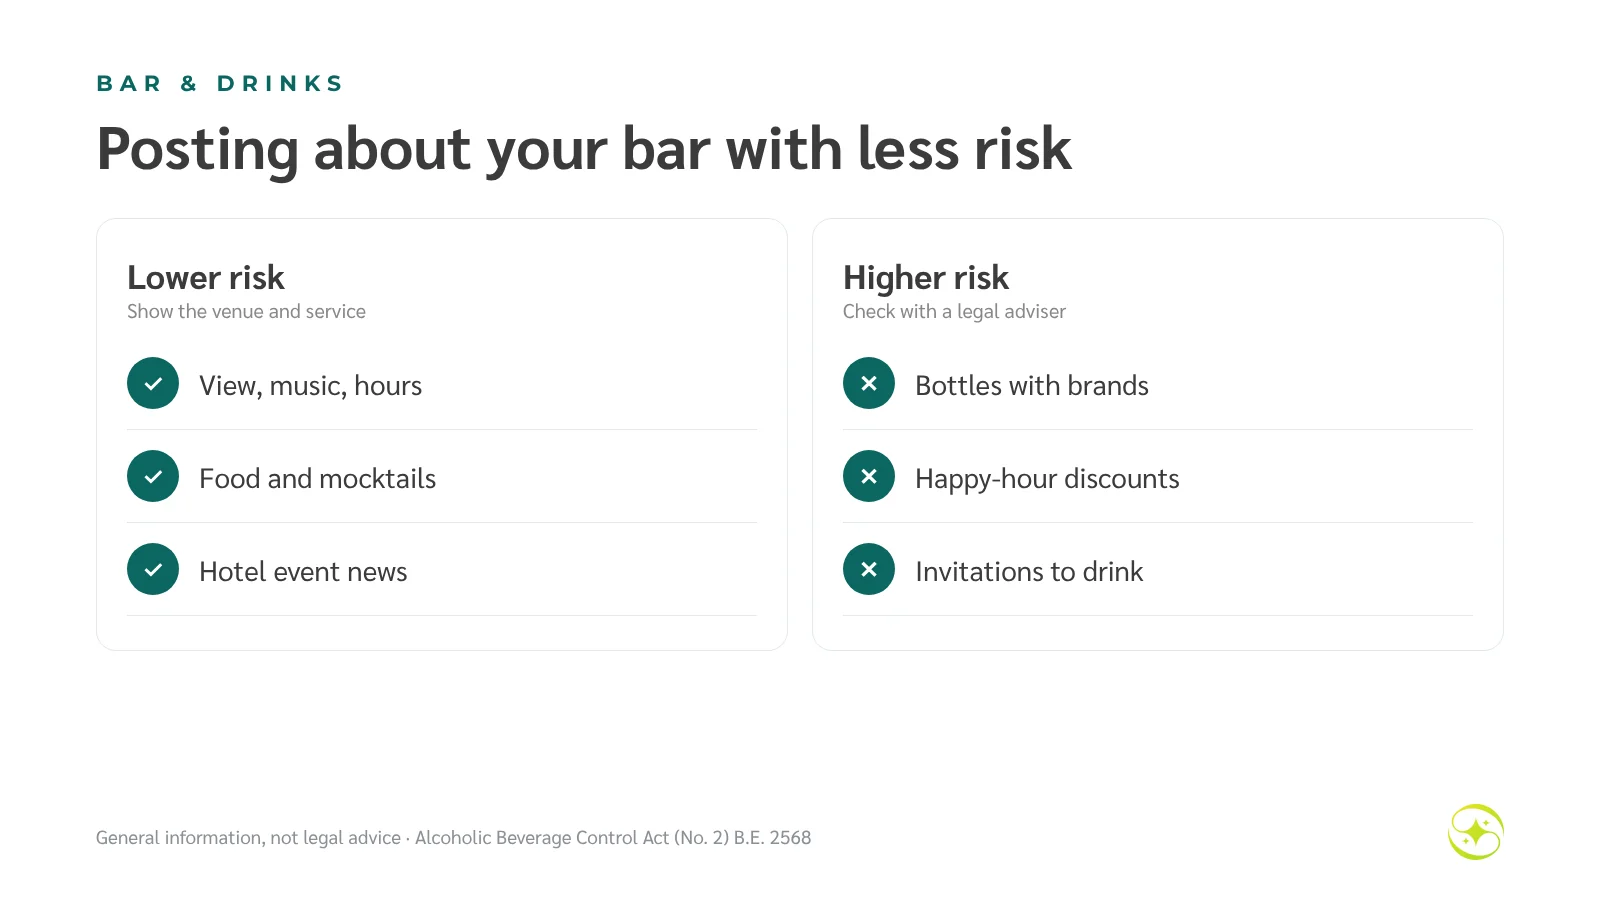 BAR & DRINKS
Posting about your bar with less risk
Lower risk
Show the venue and service
View, music, hours
Food and mocktails
Hotel event news
Higher risk
Check with a legal adviser
Bottles with brands
Happy-hour discounts
Invitations to drink
General information, not legal advice · Alcoholic Beverage Control Act (No. 2) B.E. 2568